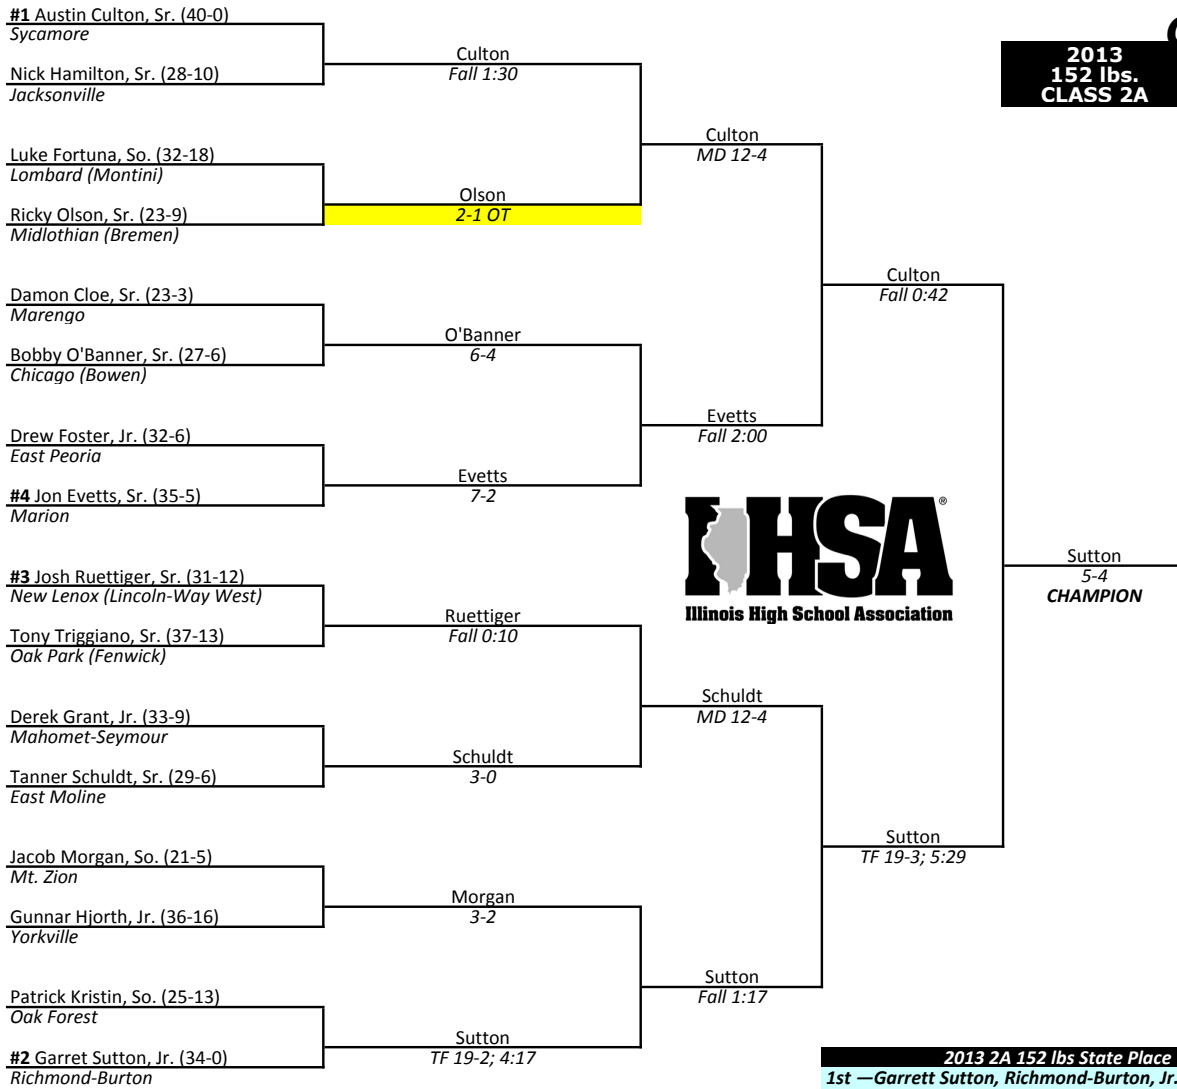 #1 Austin Culton, Sr. (40-0)
Sycamore
Nick Hamilton, Sr. (28-10)
Jacksonville
Luke Fortuna, So. (32-18)
Lombard (Montini)
Ricky Olson, Sr. (23-9)
Midlothian (Bremen)
Damon Cloe, Sr. (23-3)
Marengo
Bobby O'Banner, Sr. (27-6)
Chicago (Bowen)
Drew Foster, Jr. (32-6)
East Peoria
#4 Jon Evetts, Sr. (35-5)
Marion
#3 Josh Ruettiger, Sr. (31-12)
New Lenox (Lincoln-Way West)
Tony Triggiano, Sr. (37-13)
Oak Park (Fenwick)
Derek Grant, Jr. (33-9)
Mahomet-Seymour
Tanner Schuldt, Sr. (29-6)
East Moline
Jacob Morgan, So. (21-5)
Mt. Zion
Gunnar Hjorth, Jr. (36-16)
Yorkville
Patrick Kristin, So. (25-13)
Oak Forest
#2 Garret Sutton, Jr. (34-0)
Richmond-Burton
Culton
Fall 1:30
Olson
2-1 OT
O'Banner
6-4
Evetts
7-2
Ruettiger
Fall 0:10
Schuldt
3-0
Morgan
3-2
Sutton
TF 19-2; 4:17
Culton
MD 12-4
Evetts
Fall 2:00
Schuldt
MD 12-4
Sutton
Fall 1:17
Culton
Fall 0:42
Sutton
TF 19-3; 5:29
Sutton
5-4
CHAMPION
2013
152 lbs.
CLASS 2A
IHSA®
Illinois High School Association
2013 2A 152 lbs State Place
1st —Garrett Sutton, Richmond-Burton, Jr.